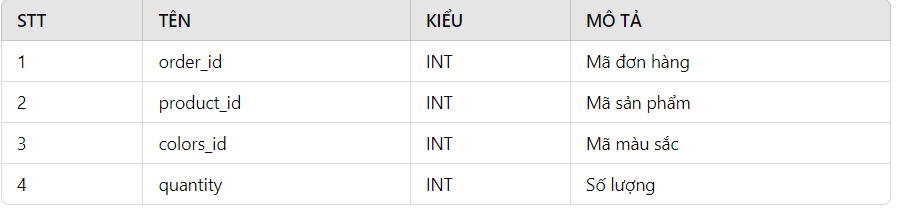 STT TÊN KIỂU MÔ TẢ
1 order_id INT Mã đơn hàng
2 product_id INT Mã sản phẩm
3 colors_id INT Mã màu sắc
4 quantity INT Số lượng